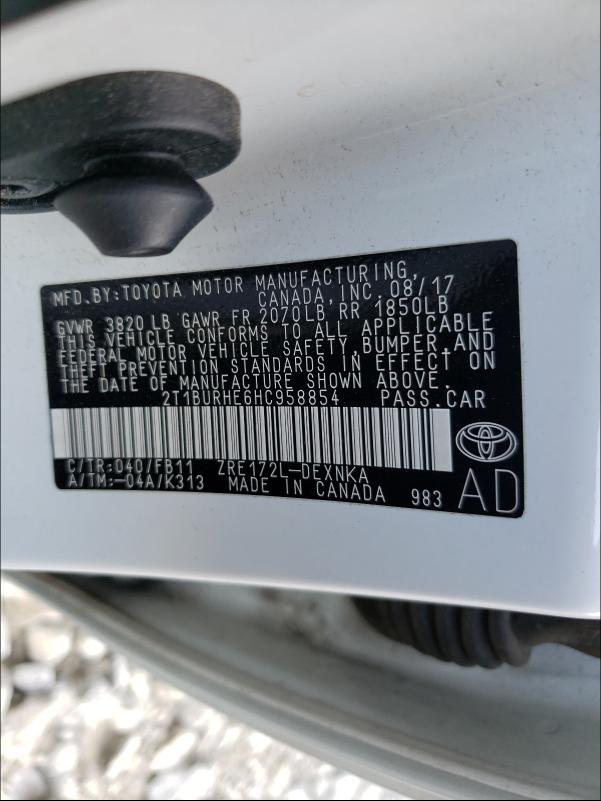 MFD.BY:TOYOTA MOTOR MANUFACTURING,
CANADA,INC. 08/17
GVWR 3820 LB GAWR FR 2070LB RR 1850LB
THIS VEHICLE CONFORMS TO ALL APPLICABLE
FEDERAL MOTOR VEHICLE SAFETY,BUMPER,AND
THEFT PREVENTION STANDARDS IN EFFECT ON
THE DATE OF MANUFACTURE SHOWN ABOVE.
2T1BURHE6HC958854 PASS.CAR
C/TR:040/FB11 ZRE172L-DEXNKA
A/TM:-04A/K313 MADE IN CANADA 983 AD